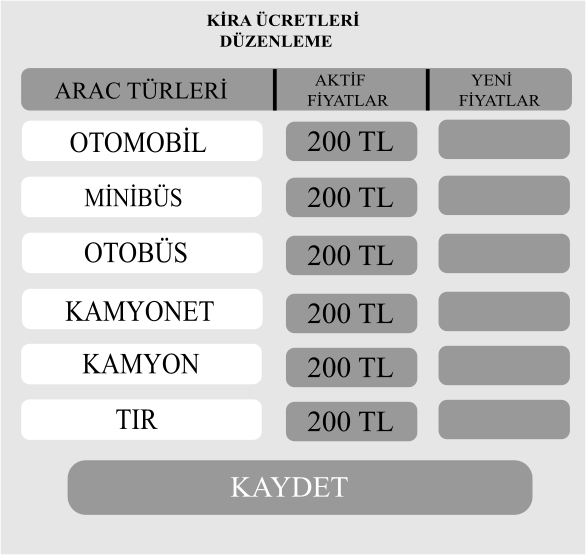 KİRA ÜCRETLERİ
DÜZENLEME
ARAC TÜRLERİ
AKTİF
FİYATLAR
YENİ
FİYATLAR
OTOMOBİL 200 TL
MİNİBÜS 200 TL
OTOBÜS 200 TL
KAMYONET 200 TL
KAMYON 200 TL
TIR 200 TL
KAYDET